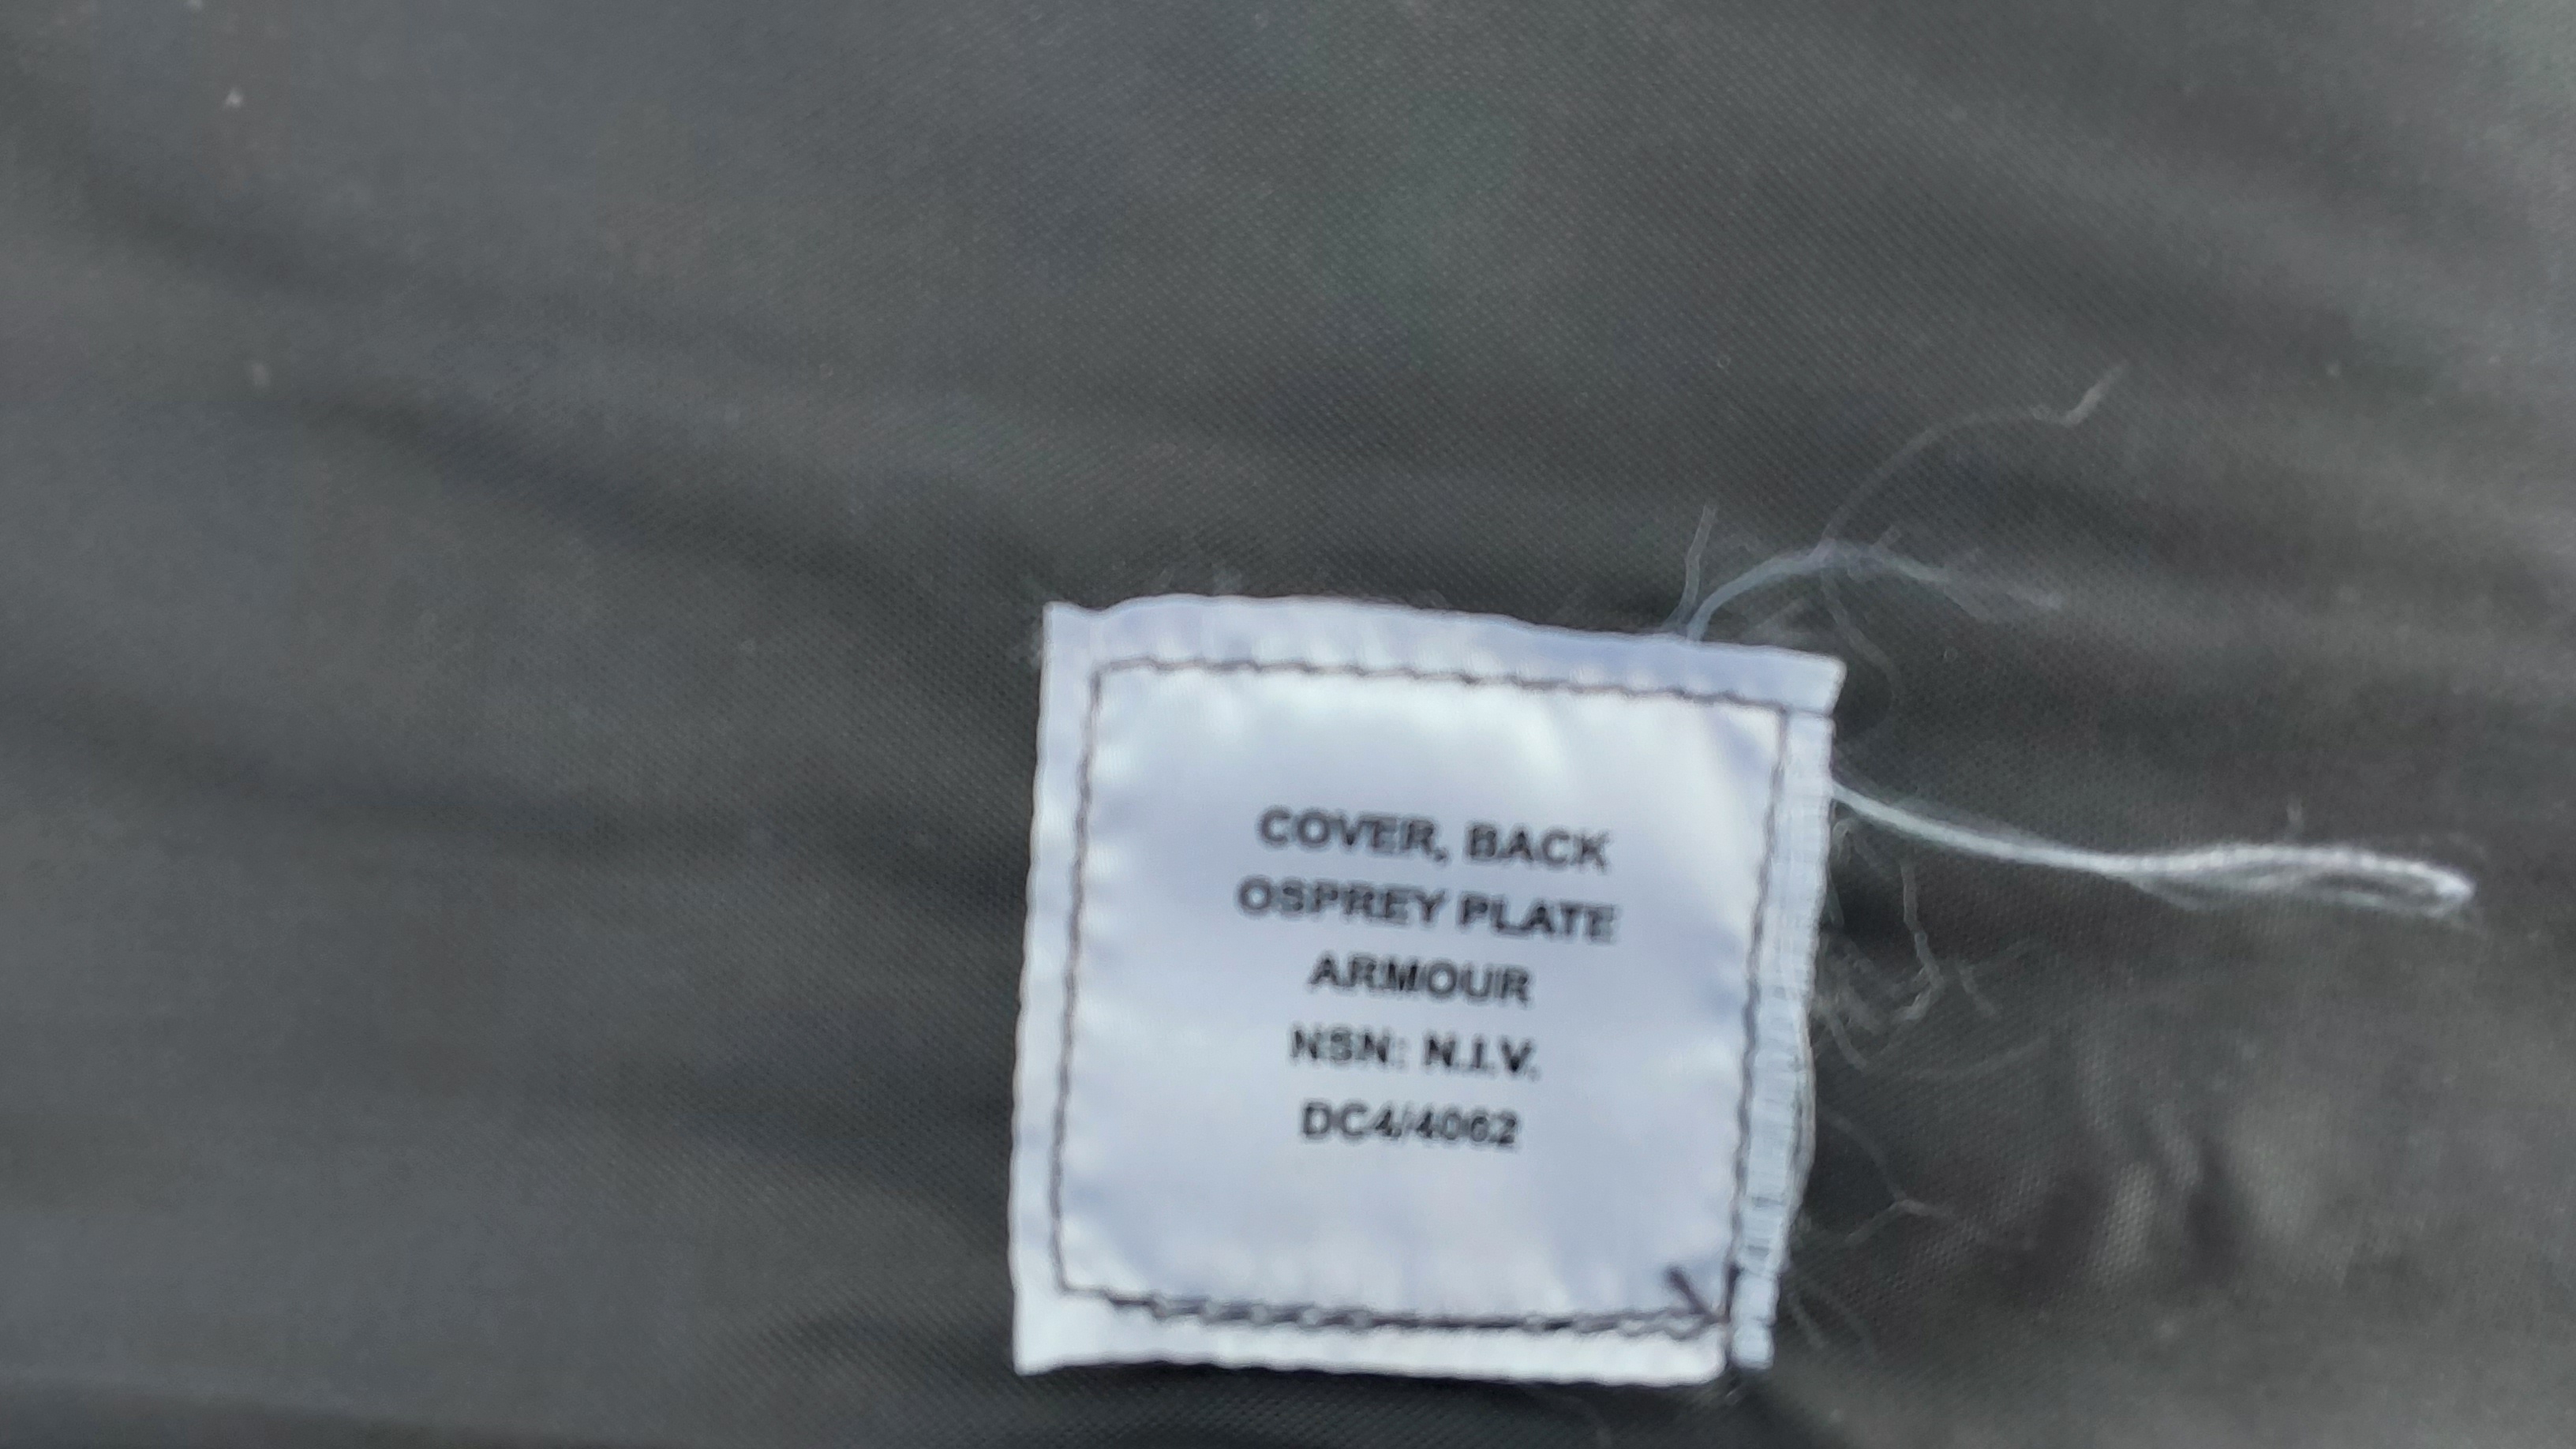 COVER, BACK
OSPREY PLATE
ARMOUR
NSN: N.I.V.
DC4/4062